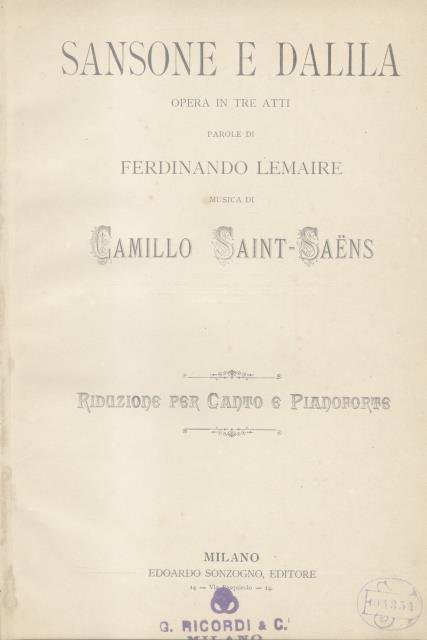 SANSONE E DALILA
OPERA IN TRE ATTI
PAROLE DI
FERDINANDO LEMAIRE
MUSICA DI
CAMILLO SAINT-SAËNS
RIDUZIONE PER CANTO E PIANOFORTE
MILANO
EDOARDO SONZOGNO, EDITORE
14 — Via — 14.
G. RICORDI & C.
MILANO